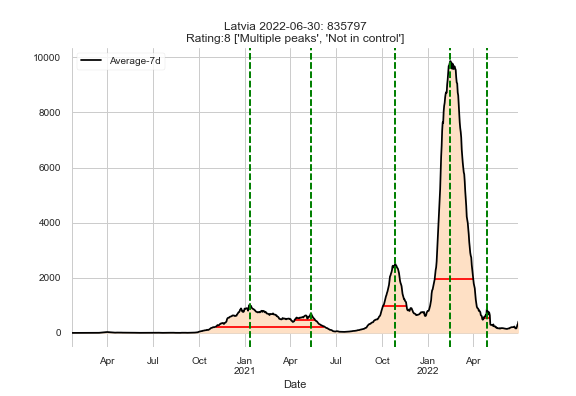 Latvia 2022-06-30: 835797
Rating:8 ['Multiple peaks', 'Not in control']
Average-7d
10000
8000
6000
4000
2000
0
Apr Jul Oct Jan Apr Jul Oct Jan Apr
2021 2022
Date